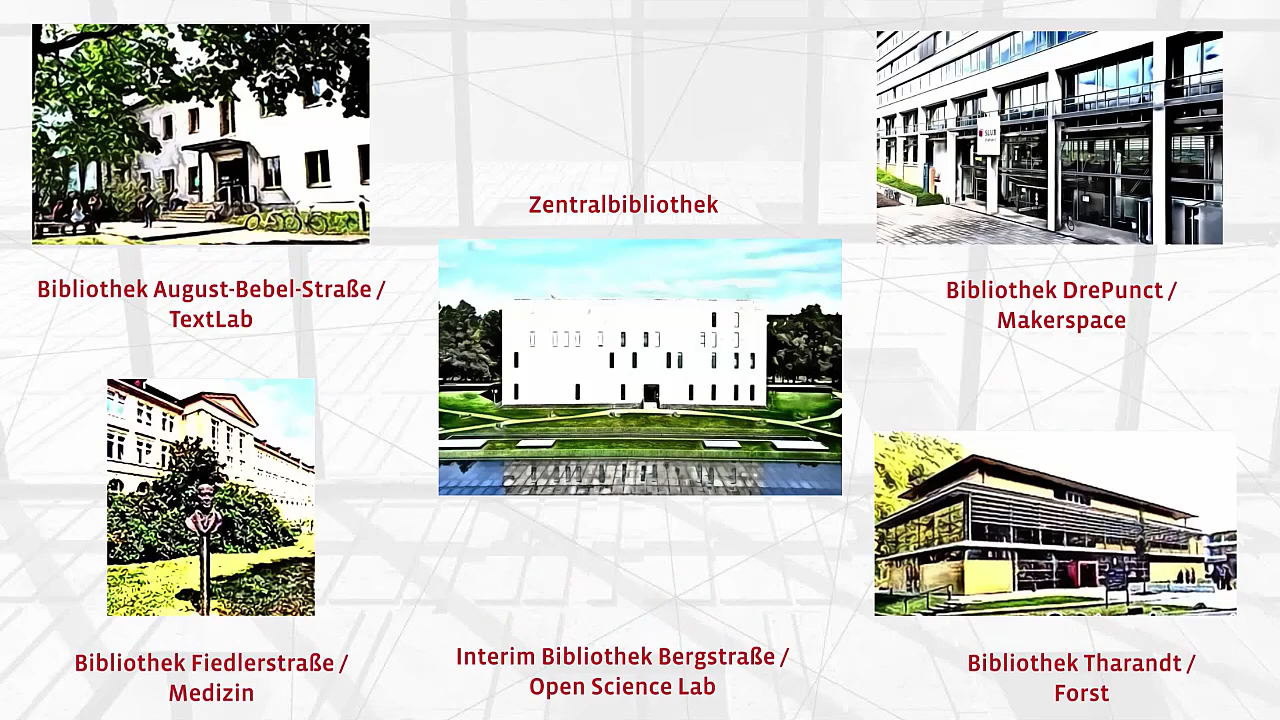 SLUB
Zentralbibliothek
Bibliothek August-Bebel-Straße /
TextLab
Bibliothek DrePunct /
Makerspace
Bibliothek Fiedlerstraße /
Medizin
Interim Bibliothek Bergstraße /
Open Science Lab
Bibliothek Tharandt /
Forst